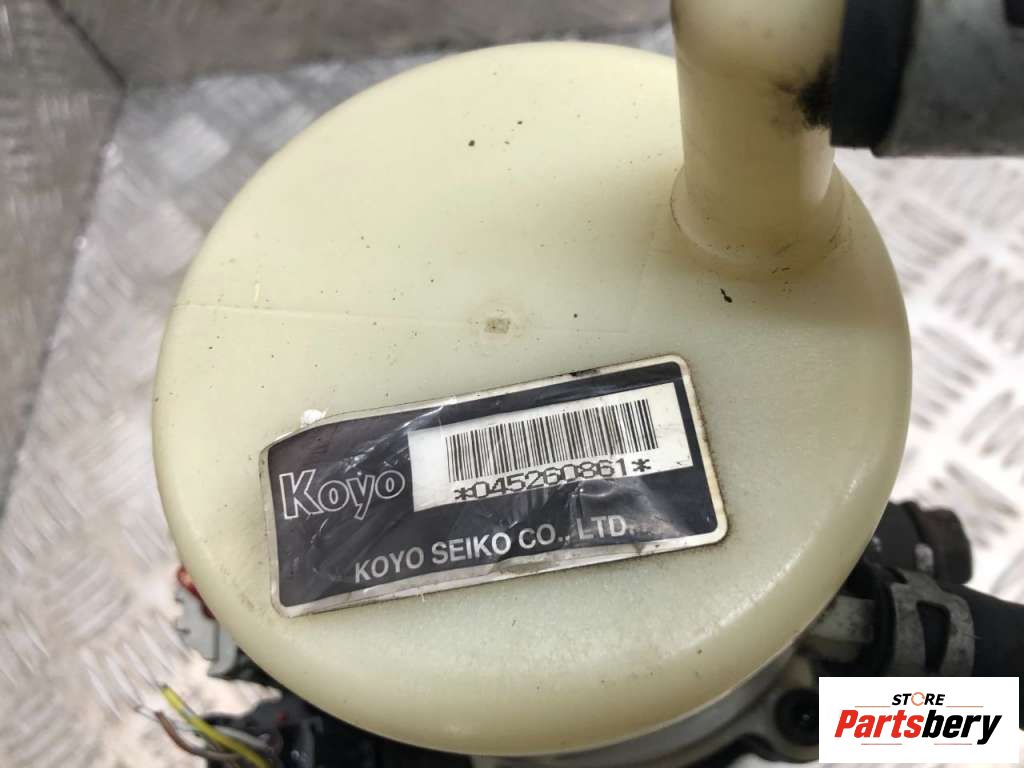 Koyo
*045260861*
KOYO SEIKO CO., LTD.
STORE
Partsbery